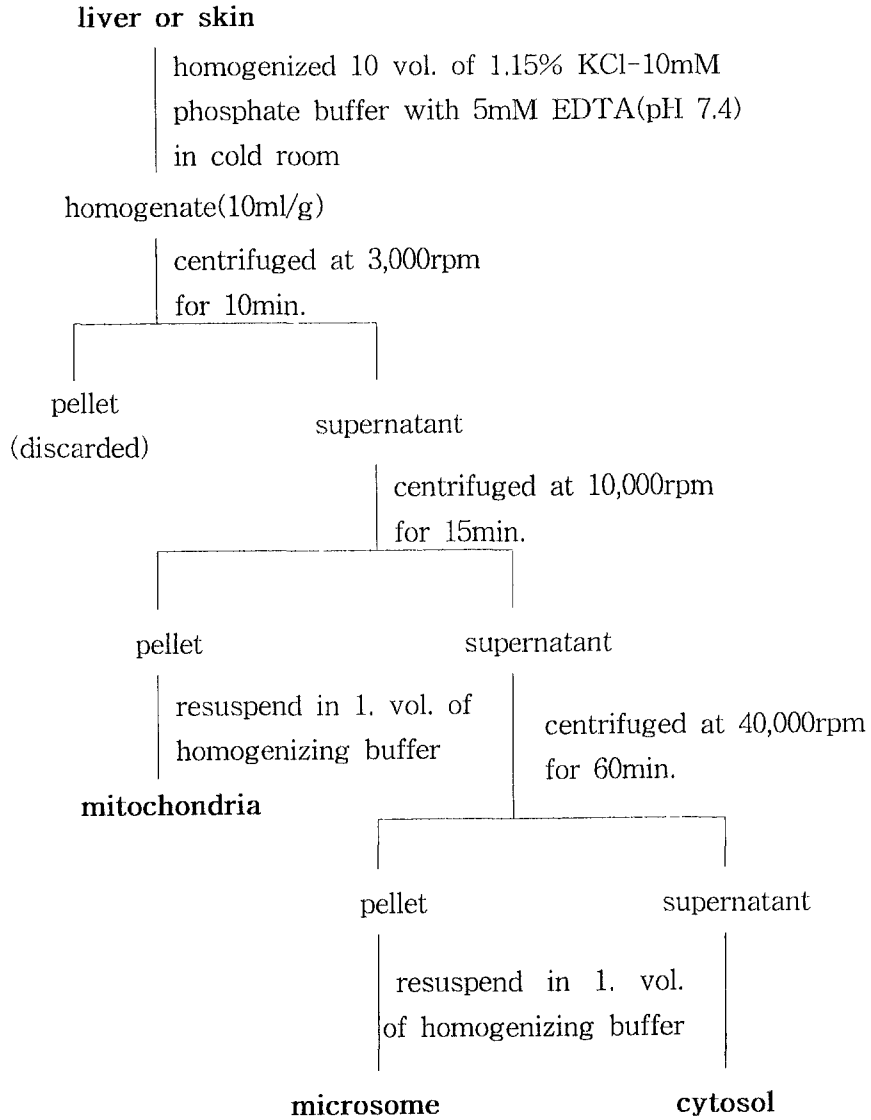 liver or skin
homogenized 10 vol. of 1.15% KCl-10mM
phosphate buffer with 5mM EDTA(pH 7.4)
in cold room
homogenate(10ml/g)
centrifuged at 3,000rpm
for 10min.
pellet
(discarded)
supernatant
centrifuged at 10,000rpm
for 15min.
pellet
supernatant
resuspend in 1. vol. of
homogenizing buffer
centrifuged at 40,000rpm
for 60min.
mitochondria
pellet
supernatant
resuspend in 1. vol.
of homogenizing buffer
microsome
cytosol